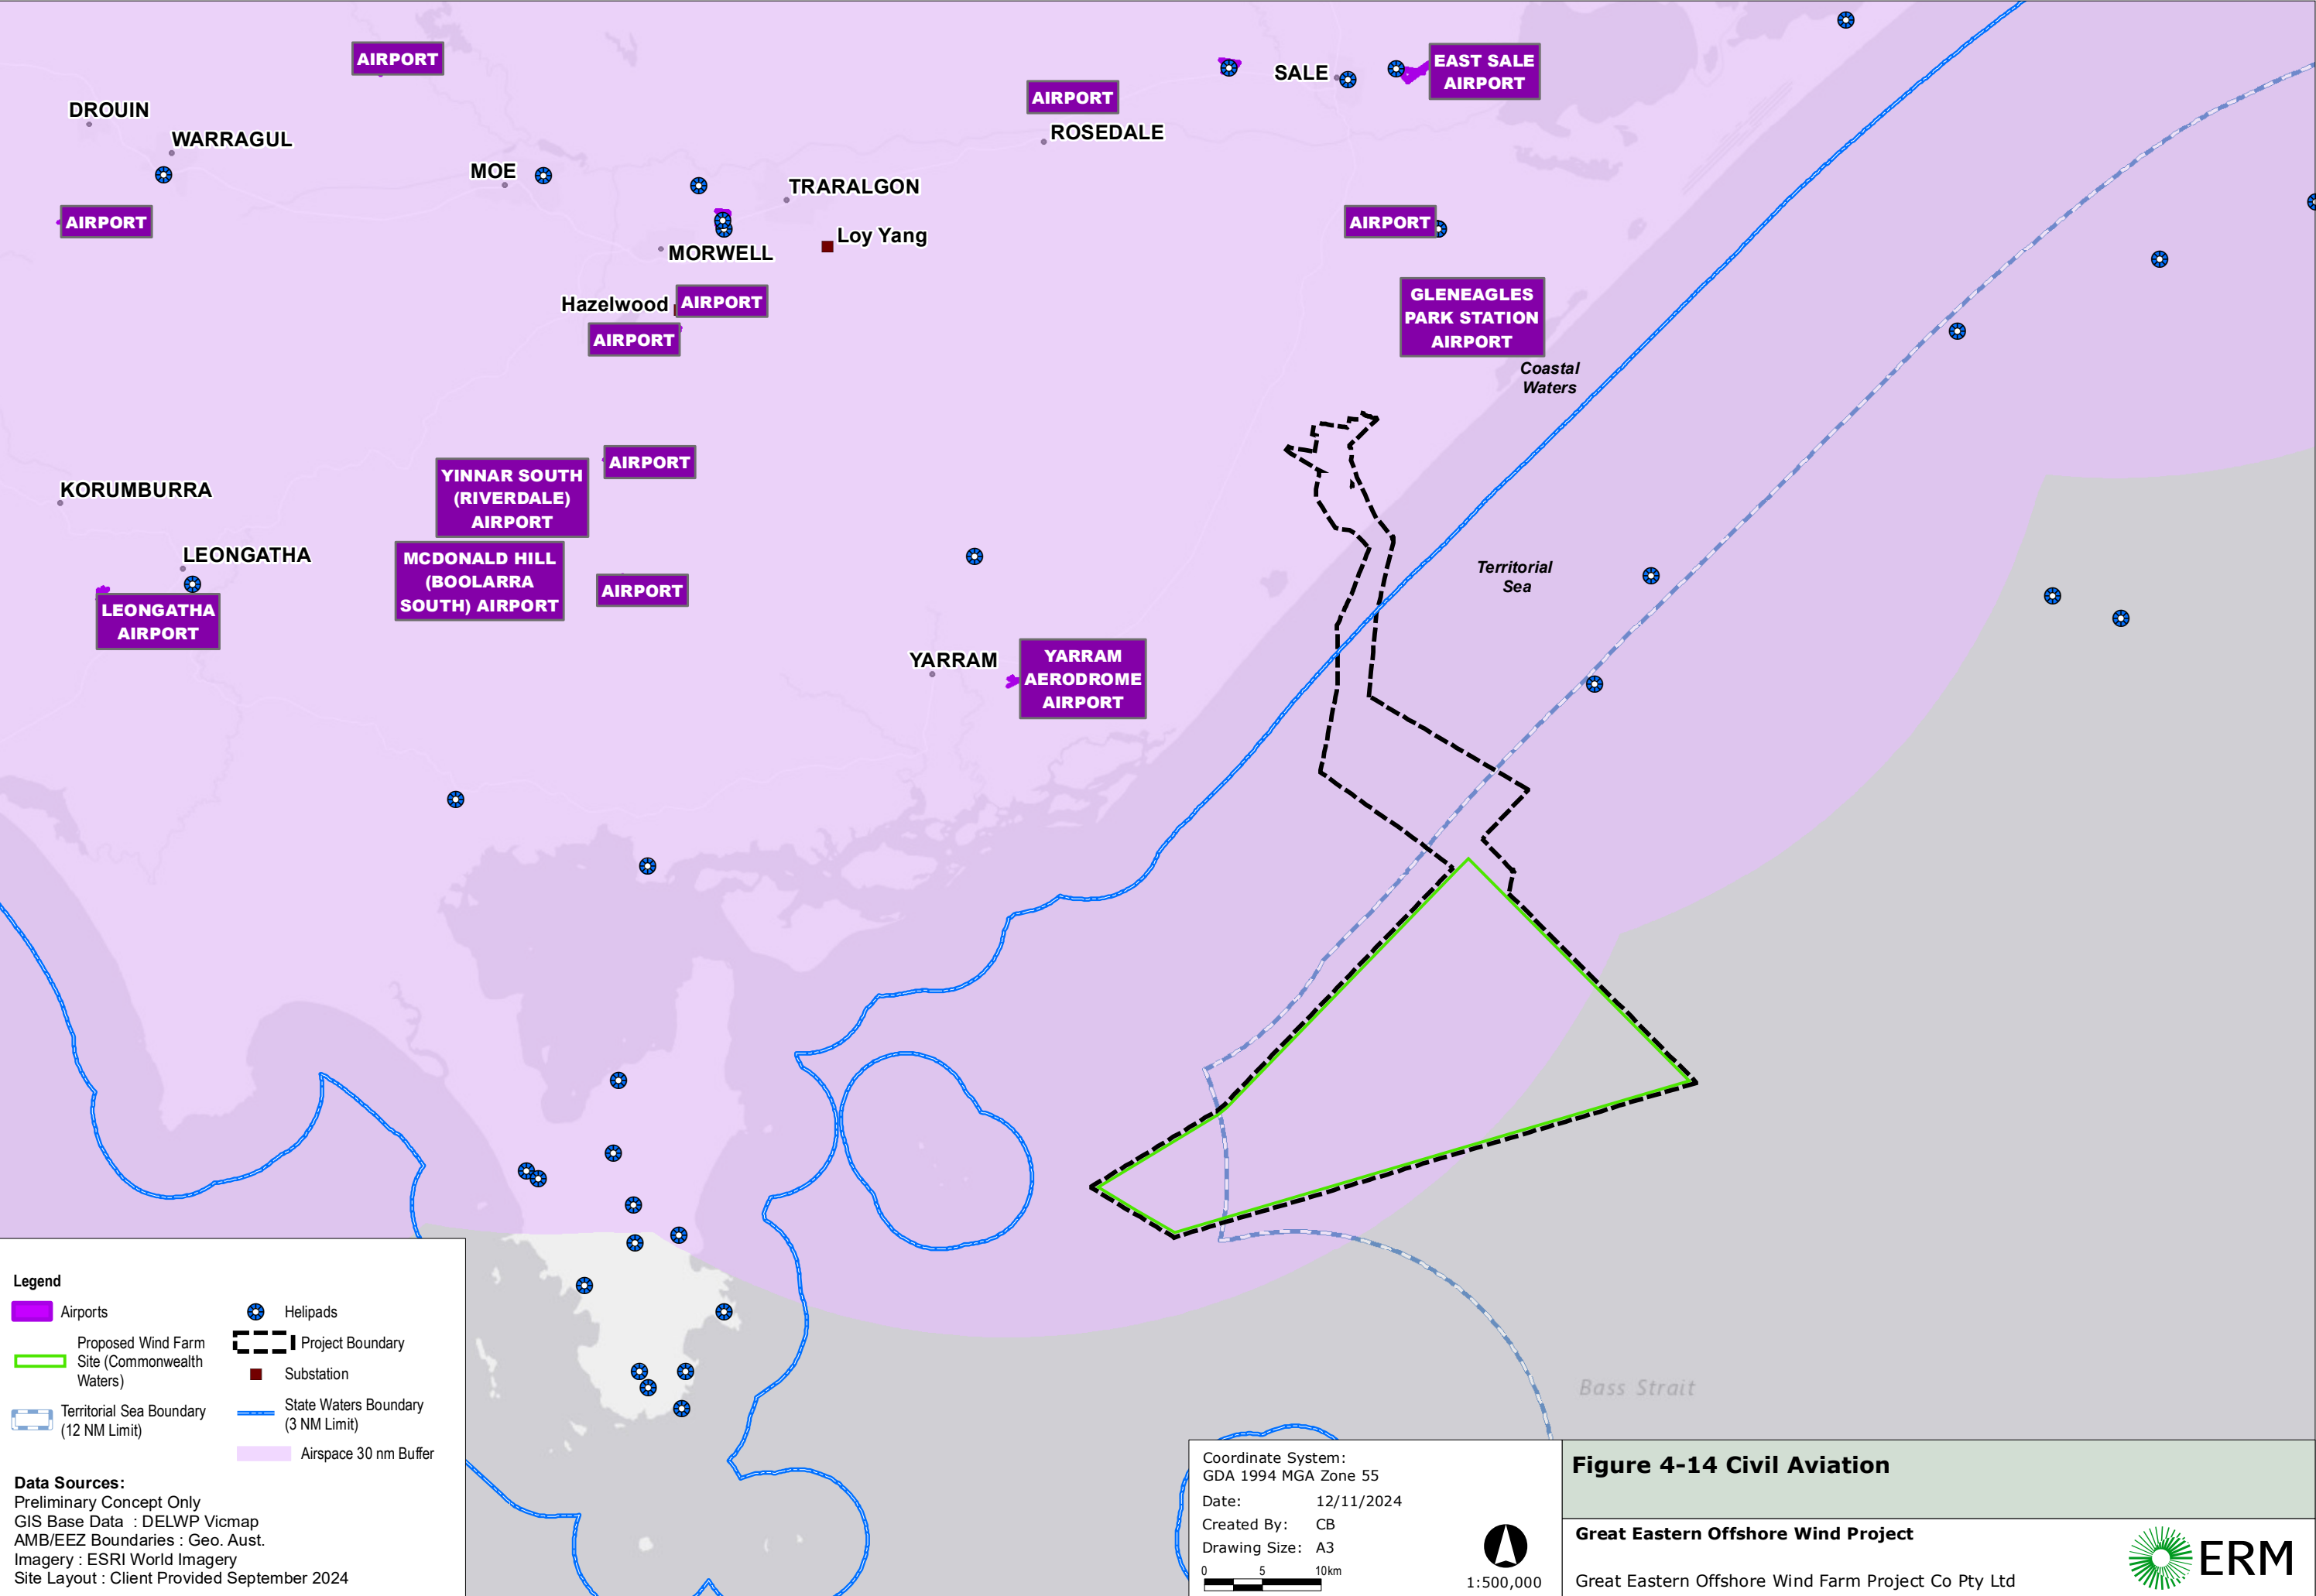 AIRPORT
SALE
EAST SALE
AIRPORT
AIRPORT
DROUIN
WARRAGUL
ROSEDALE
MOE
TRARALGON
AIRPORT
AIRPORT
Loy Yang
MORWELL
Hazelwood
AIRPORT
AIRPORT
GLENEAGLES
PARK STATION
AIRPORT
Coastal
Waters
AIRPORT
YINNAR SOUTH
(RIVERDALE)
AIRPORT
KORUMBURRA
LEONGATHA
MCDONALD HILL
(BOOLARRA
SOUTH) AIRPORT
AIRPORT
Territorial
Sea
LEONGATHA
AIRPORT
YARRAM
YARRAM
AERODROME
AIRPORT
Bass Strait
Legend
Airports
Helipads
Proposed Wind Farm
Site (Commonwealth
Waters)
Project Boundary
Substation
Territorial Sea Boundary
(12 NM Limit)
State Waters Boundary
(3 NM Limit)
Airspace 30 nm Buffer
Data Sources:
Preliminary Concept Only
GIS Base Data : DELWP Vicmap
AMB/EEZ Boundaries : Geo. Aust.
Imagery : ESRI World Imagery
Site Layout : Client Provided September 2024
Coordinate System:
GDA 1994 MGA Zone 55
Date: 12/11/2024
Created By: CB
Drawing Size: A3
0 5 10km
1:500,000
Figure 4-14 Civil Aviation
Great Eastern Offshore Wind Project
Great Eastern Offshore Wind Farm Project Co Pty Ltd
ERM